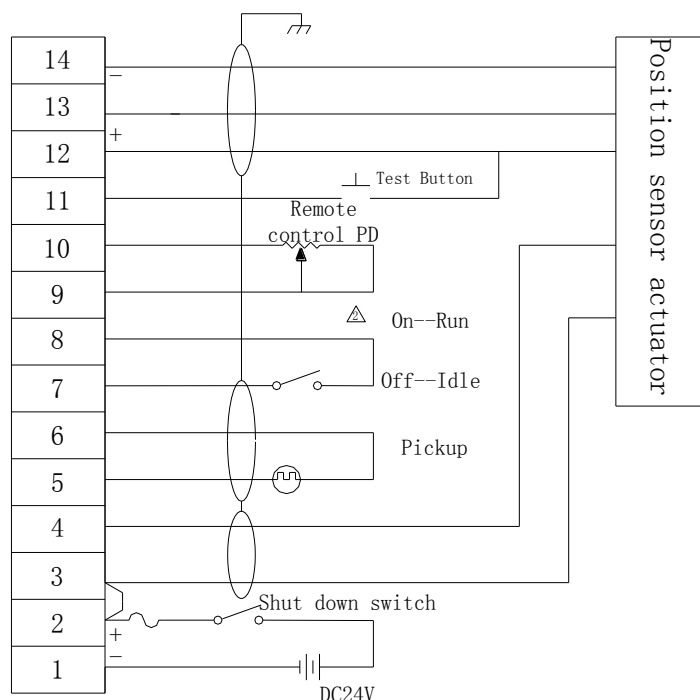 14
−
13
-
+
12
Test Button
11
Remote
control PD
10
9
2
On--Run
8
7
Off--Idle
6
Pickup
5
4
3
Shut down switch
2
+
−
1
DC24V
Position sensor actuator